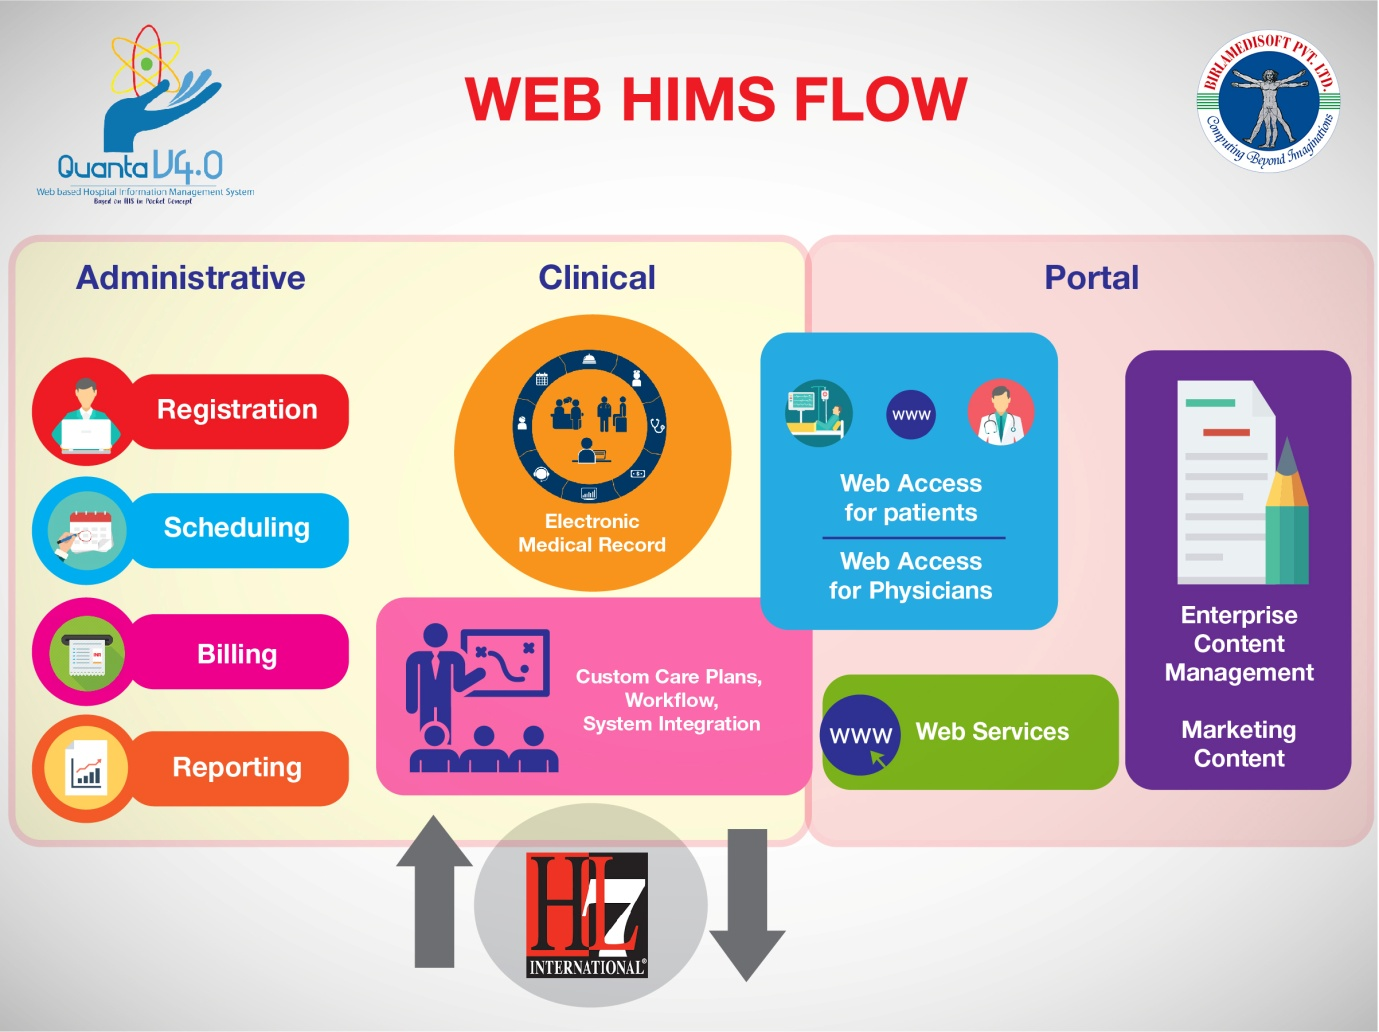 Quanta V4.0
Web based Hospital Information Management System
Based on HIS in Pocket Concept
WEB HIMS FLOW
BIRLAMEDISOFT PVT. LTD.
Computing Beyond Imaginations
Administrative
Registration
Scheduling
Billing
Reporting
Clinical
Electronic
Medical Record
Custom Care Plans,
Workflow,
System Integration
Portal
www
Web Access
for patients
Web Access
for Physicians
www
Web Services
Enterprise
Content
Management
Marketing
Content
HL7
INTERNATIONAL®